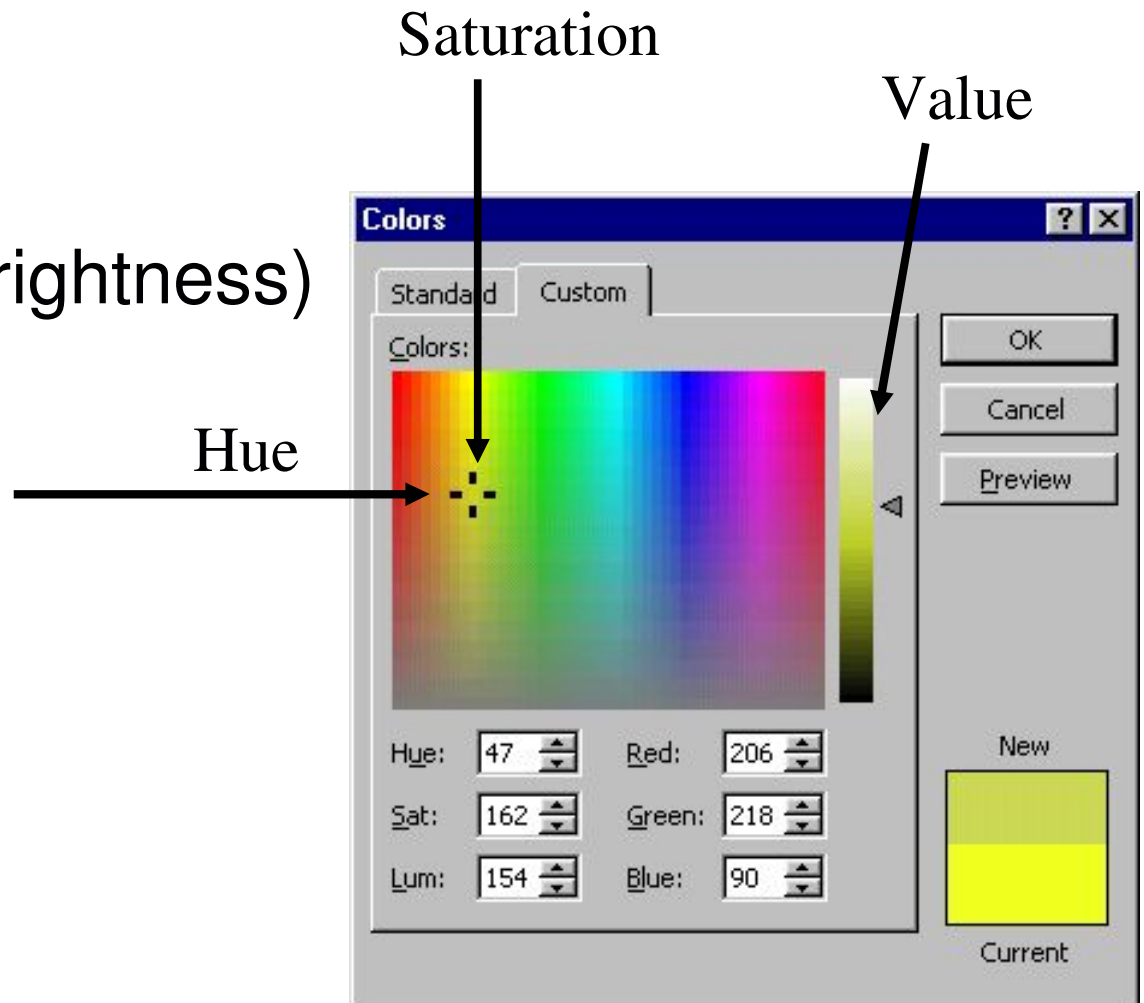 Saturation
Value
rightness)
Hue
Colors
Standard Custom
Colors:
OK
Cancel
Preview
Hue: 47 Red: 206
Sat: 162 Green: 218
Lum: 154 Blue: 90
New
Current